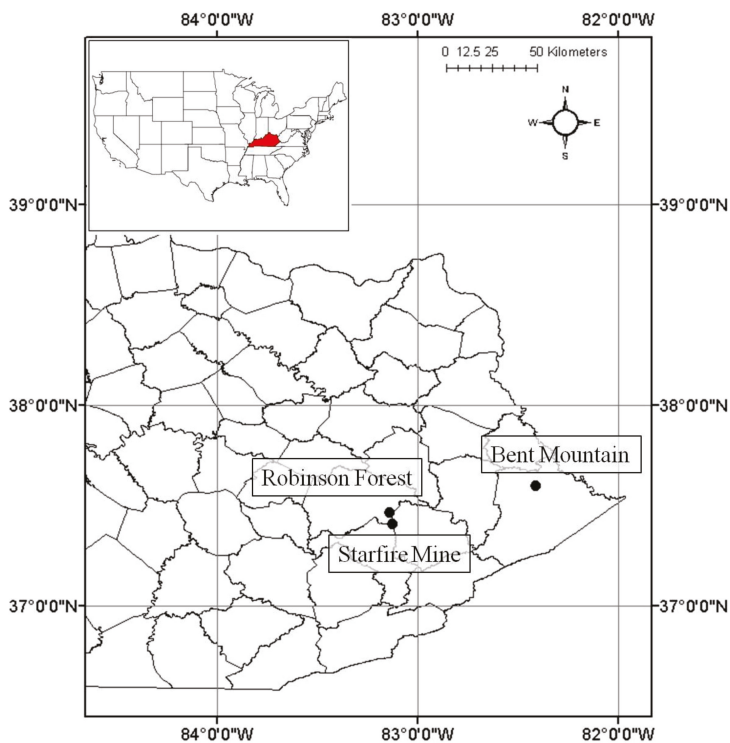 84°0'0"W 83°0'0"W 82°0'0"W
0 12.5 25 50 Kilometers
N
W E
S
39°0'0"N 39°0'0"N
38°0'0"N 38°0'0"N
Bent Mountain
Robinson Forest
Starfire Mine
37°0'0"N 37°0'0"N
84°0'0"W 83°0'0"W 82°0'0"W